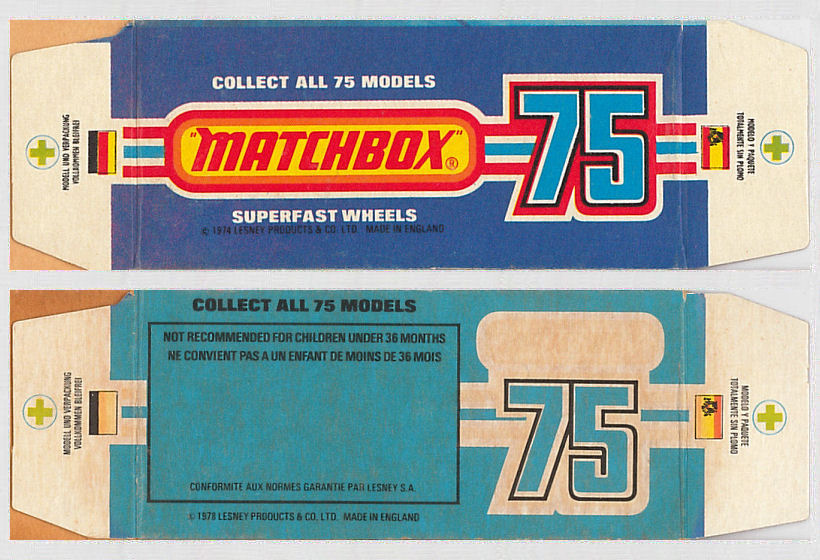 COLLECT ALL 75 MODELS
"MATCHBOX"®
75
SUPERFAST WHEELS
© 1974 LESNEY PRODUCTS & CO. LTD. MADE IN ENGLAND
MODELL UND VERPACKUNG
VOLLKOMMEN BLEIFREI
MODELO Y PAQUETE
TOTALMENTE SIN PLOMO
COLLECT ALL 75 MODELS
NOT RECOMMENDED FOR CHILDREN UNDER 36 MONTHS
NE CONVIENT PAS A UN ENFANT DE MOINS DE 36 MOIS
75
CONFORMITE AUX NORMES GARANTIE PAR LESNEY S.A.
© 1978 LESNEY PRODUCTS & CO. LTD. MADE IN ENGLAND
MODELL UND VERPACKUNG
VOLLKOMMEN BLEIFREI
MODELO Y PAQUETE
TOTALMENTE SIN PLOMO